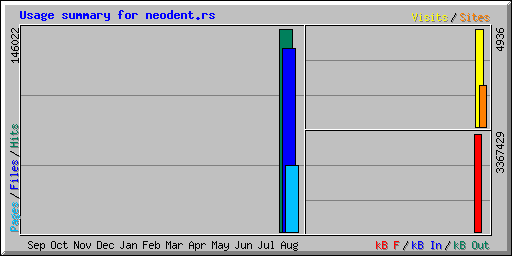 Usage summary for neodent.rs
Visits / Sites
146022
4936
Pages / Files / Hits
3367429
Sep Oct Nov Dec Jan Feb Mar Apr May Jun Jul Aug
kB F / kB In / kB Out